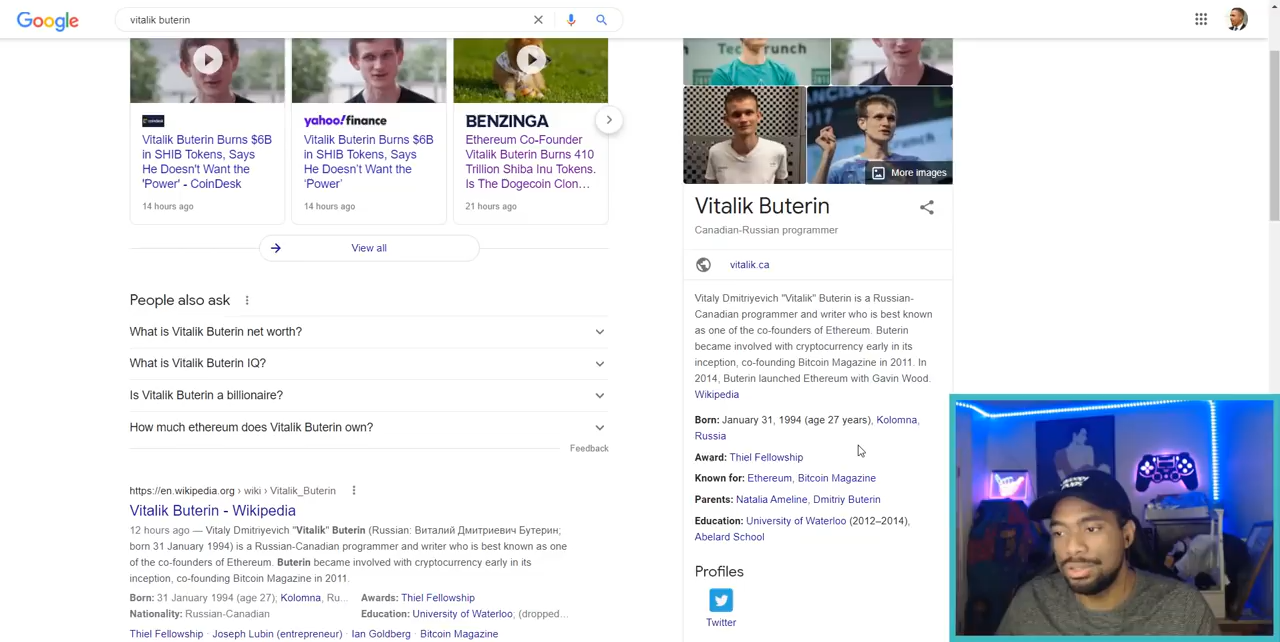 Google
vitalik buterin
TechCrunch
yahoo!finance
BENZINGA
Vitalik Buterin Burns $6B
in SHIB Tokens, Says
He Doesn't Want the
'Power' - CoinDesk
14 hours ago
Vitalik Buterin Burns $6B
in SHIB Tokens, Says
He Doesn’t Want the
‘Power’
14 hours ago
Ethereum Co-Founder
Vitalik Buterin Burns 410
Trillion Shiba Inu Tokens.
Is The Dogecoin Clon...
21 hours ago
View all
People also ask
What is Vitalik Buterin net worth?
What is Vitalik Buterin IQ?
Is Vitalik Buterin a billionaire?
How much ethereum does Vitalik Buterin own?
Feedback
https://en.wikipedia.org › wiki › Vitalik_Buterin
Vitalik Buterin - Wikipedia
12 hours ago — Vitaly Dmitriyevich "Vitalik" Buterin (Russian: Виталий Дмитриевич Бутерин;
born 31 January 1994) is a Russian-Canadian programmer and writer who is best known as one
of the co-founders of Ethereum. Buterin became involved with cryptocurrency early in its
inception, co-founding Bitcoin Magazine in 2011.
Born: 31 January 1994 (age 27); Kolomna, Ru...
Awards: Thiel Fellowship
Nationality: Russian-Canadian
Education: University of Waterloo; (dropped...
Thiel Fellowship · Joseph Lubin (entrepreneur) · Ian Goldberg · Bitcoin Magazine
More images
Vitalik Buterin
Canadian-Russian programmer
vitalik.ca
Vitaly Dmitriyevich "Vitalik" Buterin is a Russian-
Canadian programmer and writer who is best known
as one of the co-founders of Ethereum. Buterin
became involved with cryptocurrency early in its
inception, co-founding Bitcoin Magazine in 2011. In
2014, Buterin launched Ethereum with Gavin Wood.
Wikipedia
Born: January 31, 1994 (age 27 years), Kolomna,
Russia
Award: Thiel Fellowship
Known for: Ethereum, Bitcoin Magazine
Parents: Natalia Ameline, Dmitriy Buterin
Education: University of Waterloo (2012–2014),
Abelard School
Profiles
Twitter